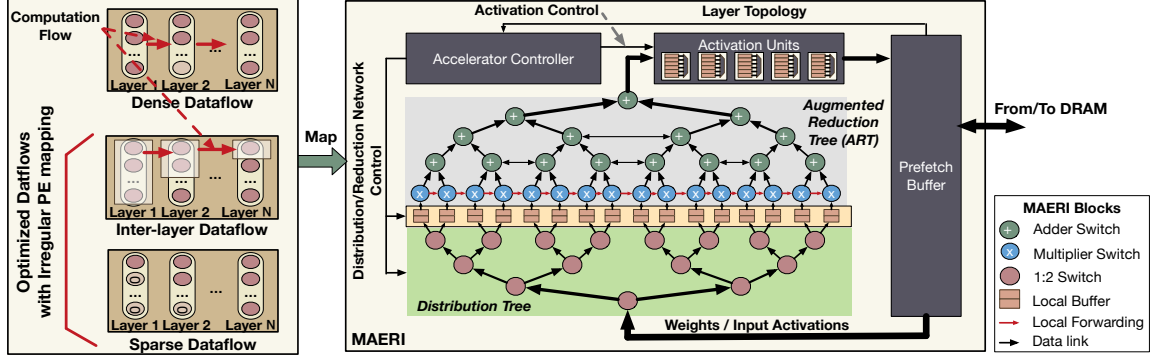 Computation
Flow
Layer 1 Layer 2 Layer N
Dense Dataflow
Layer 1 Layer 2 Layer N
Inter-layer Dataflow
Layer 1 Layer 2 Layer N
Sparse Dataflow
Optimized Datflows
with Irregular PE mapping
Map
Activation Control
Layer Topology
Accelerator Controller
Activation Units
Distribution/Reduction Network
Control
Augmented
Reduction
Tree (ART)
Prefetch
Buffer
From/To DRAM
Distribution Tree
Weights / Input Activations
MAERI
MAERI Blocks
+ Adder Switch
x Multiplier Switch
1:2 Switch
Local Buffer
Local Forwarding
Data link